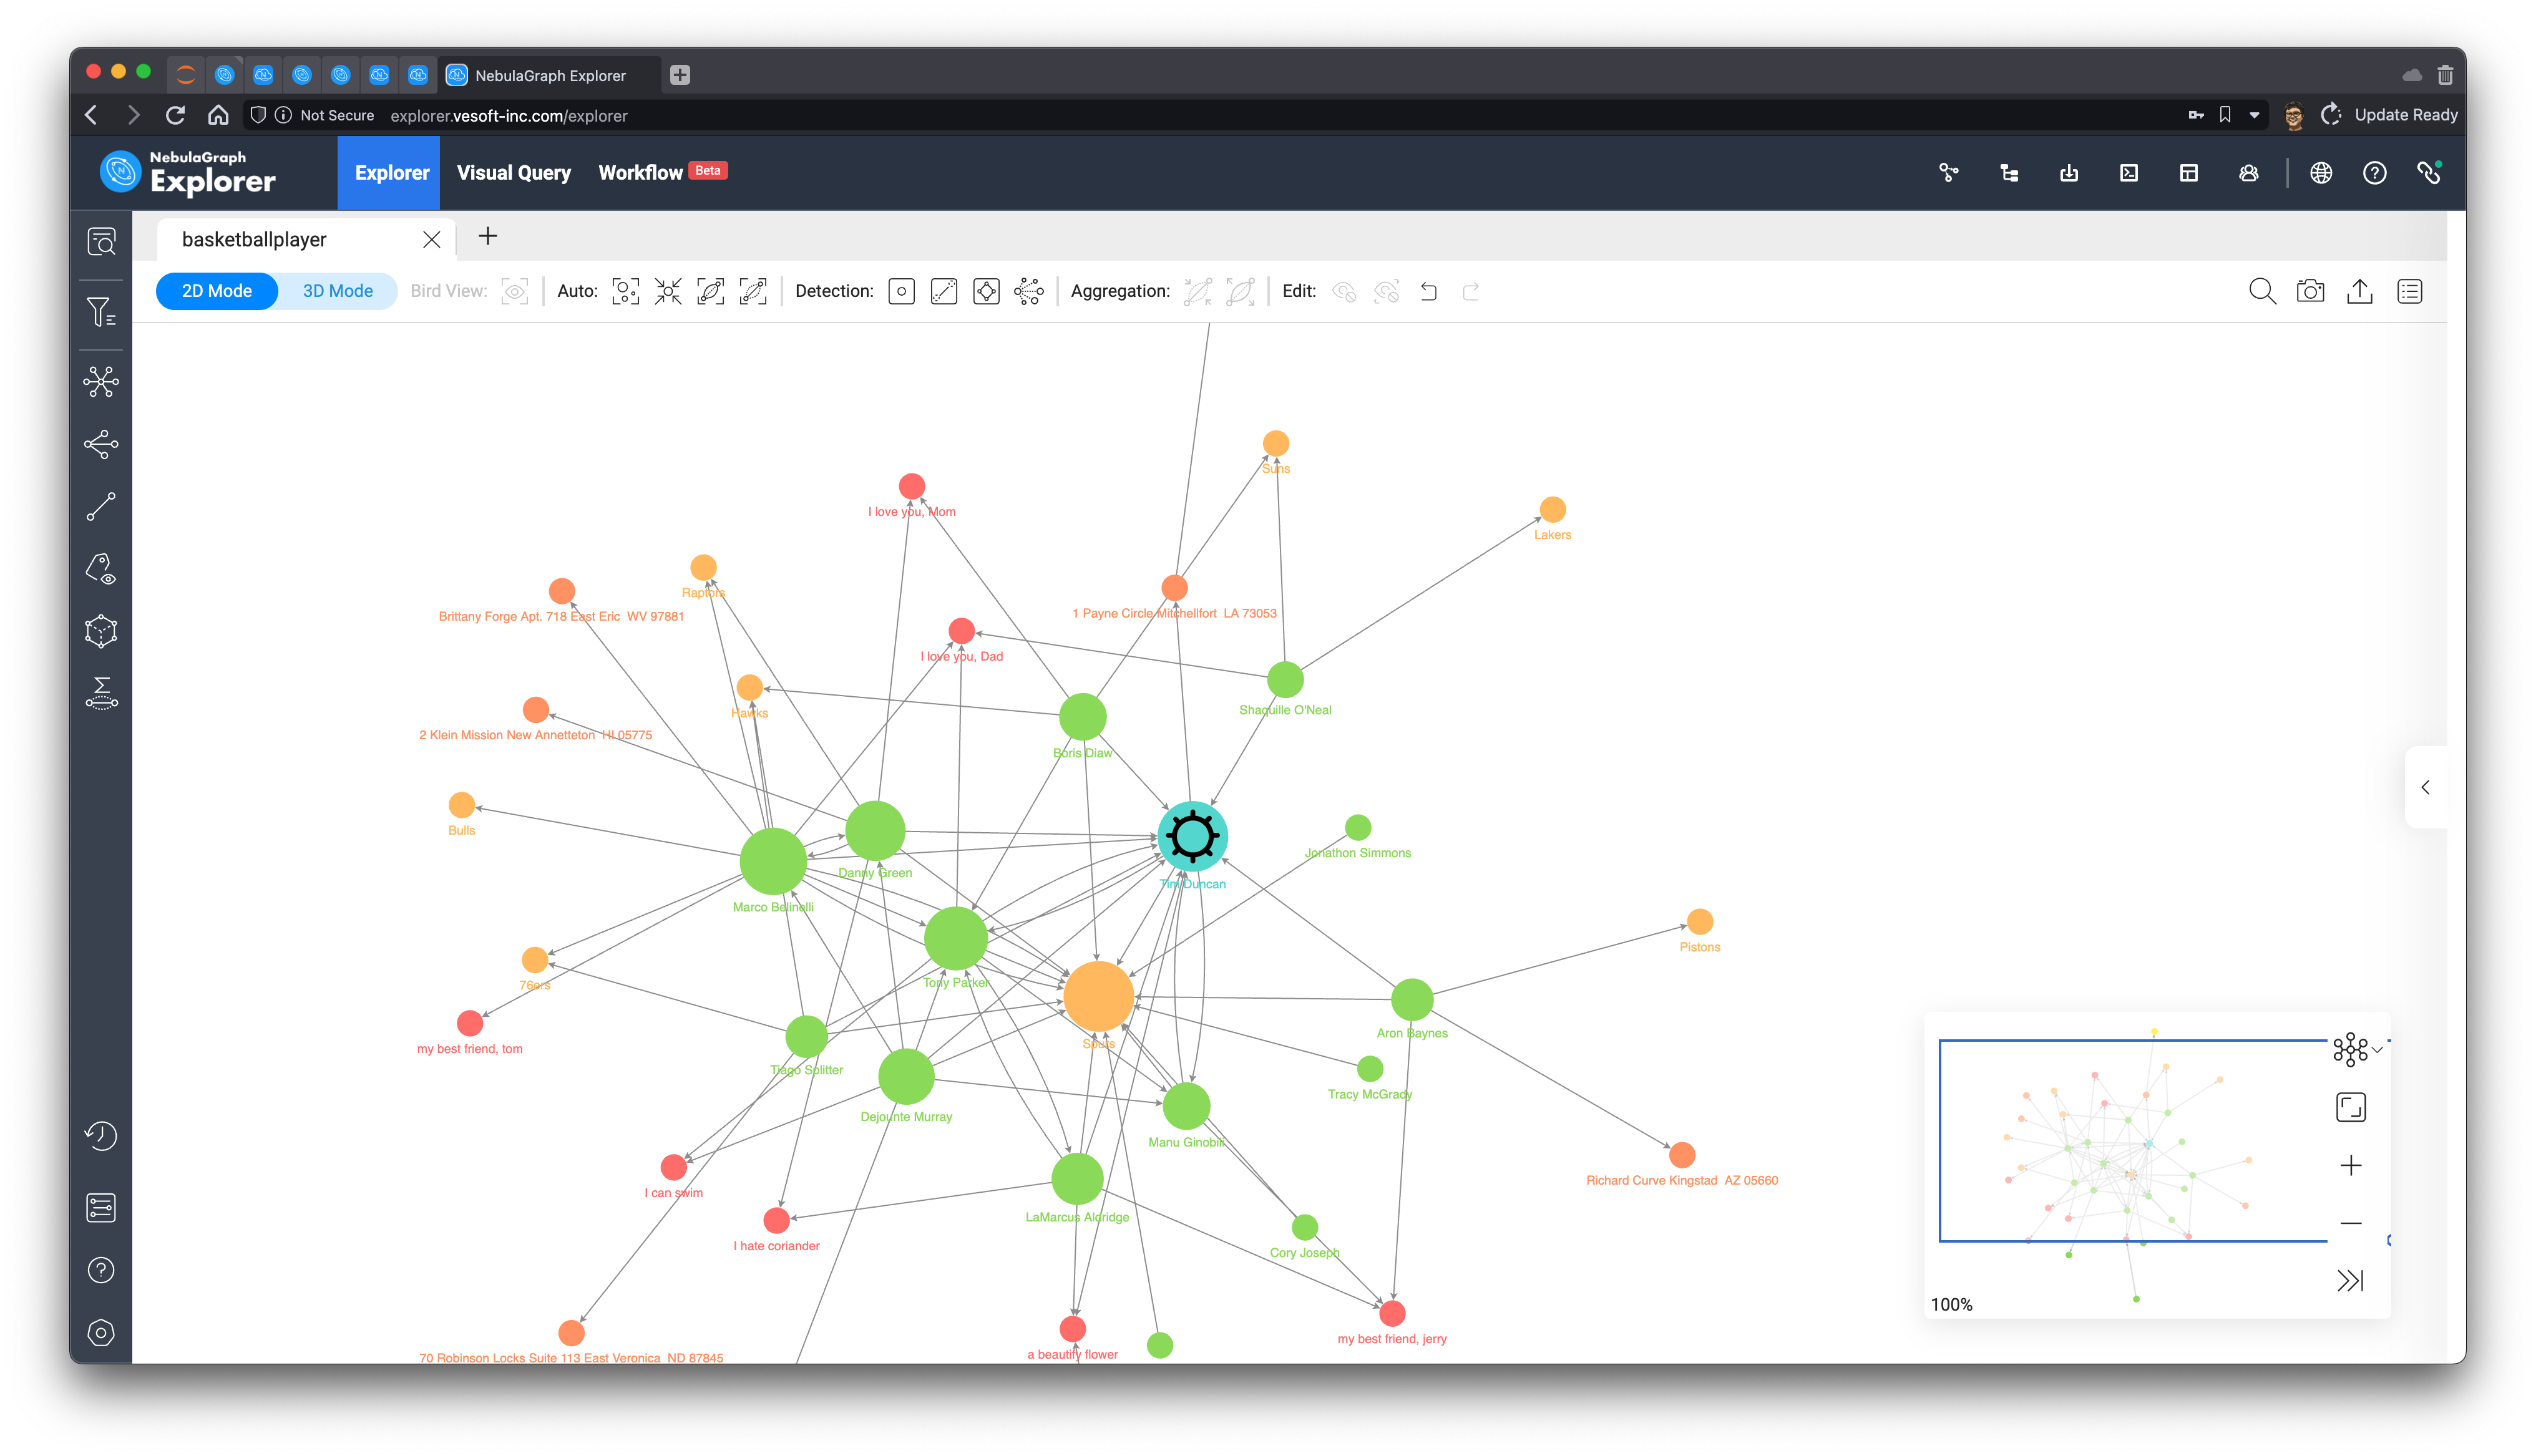 NebulaGraph Explorer
Not Secure explorer.vesoft-inc.com/explorer
Update Ready
NebulaGraph
Explorer
Explorer
Visual Query
Workflow Beta
basketballplayer
2D Mode
3D Mode
Bird View:
Auto:
Detection:
Aggregation:
Edit:
Suns
I love you, Mom
Lakers
Raptors
Brittany Forge Apt. 718 East Eric WV 97881
1 Payne Circle Mitchellfort LA 73053
I love you, Dad
Hawks
Shaquille O'Neal
2 Klein Mission New Annetteton HI 05775
Boris Diaw
Bulls
Jonathon Simmons
Danny Green
Tim Duncan
Marco Belinelli
Pistons
Tony Parker
76ers
Aron Baynes
Spurs
my best friend, tom
Tiago Splitter
Tracy McGrady
Dejounte Murray
Manu Ginobili
Richard Curve Kingstad AZ 05660
I can swim
LaMarcus Aldridge
I hate coriander
Cory Joseph
my best friend, jerry
a beautify flower
70 Robinson Locks Suite 113 East Veronica ND 87845
100%